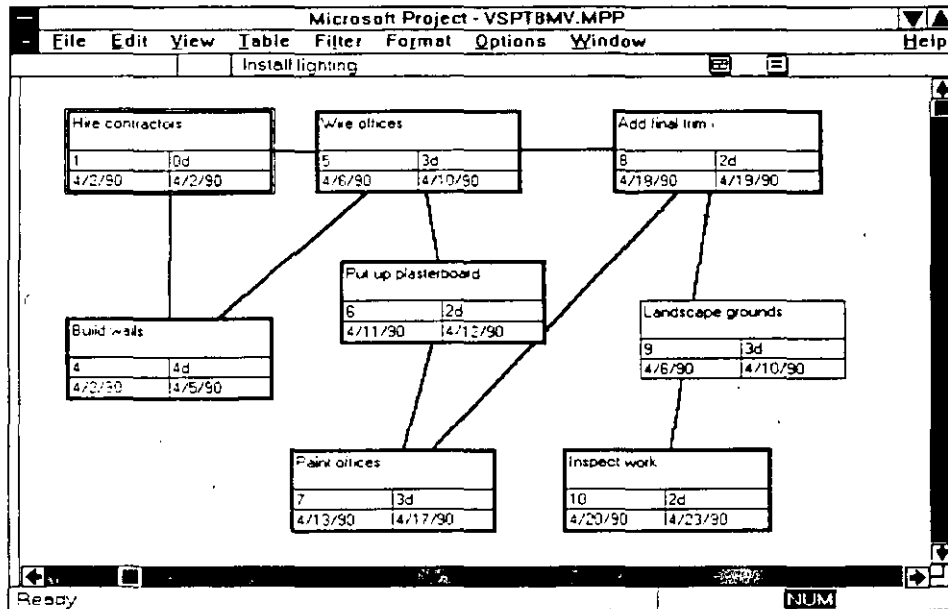 Microsoft Project - VSPTBMV.MPP
File Edit View Table Filter Format Options Window Help
Install lighting
Hire contractors
1 0d
4/2/90 4/2/90
Wire offices
5 3d
4/6/90 4/10/90
Add final trim
8 2d
4/18/90 4/19/90
Put up plasterboard
6 2d
4/11/90 4/12/90
Build walls
4 4d
4/2/90 4/5/90
Landscape grounds
9 3d
4/6/90 4/10/90
Paint offices
7 3d
4/13/90 4/17/90
Inspect work
10 2d
4/20/90 4/23/90
Ready NUM